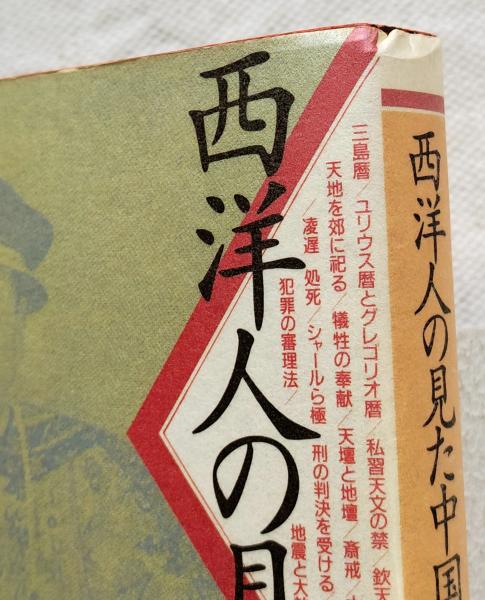 西洋人の見た中国
三島暦／ユリウス暦とグレゴリオ暦／私習天文の禁／欽天
天地を郊に祀る／犠牲の奉献／天壇と地壇／斎戒／
／凌遅 処死／シャールら極刑の判決を受ける
犯罪の審理法／地震と大
西洋人の見